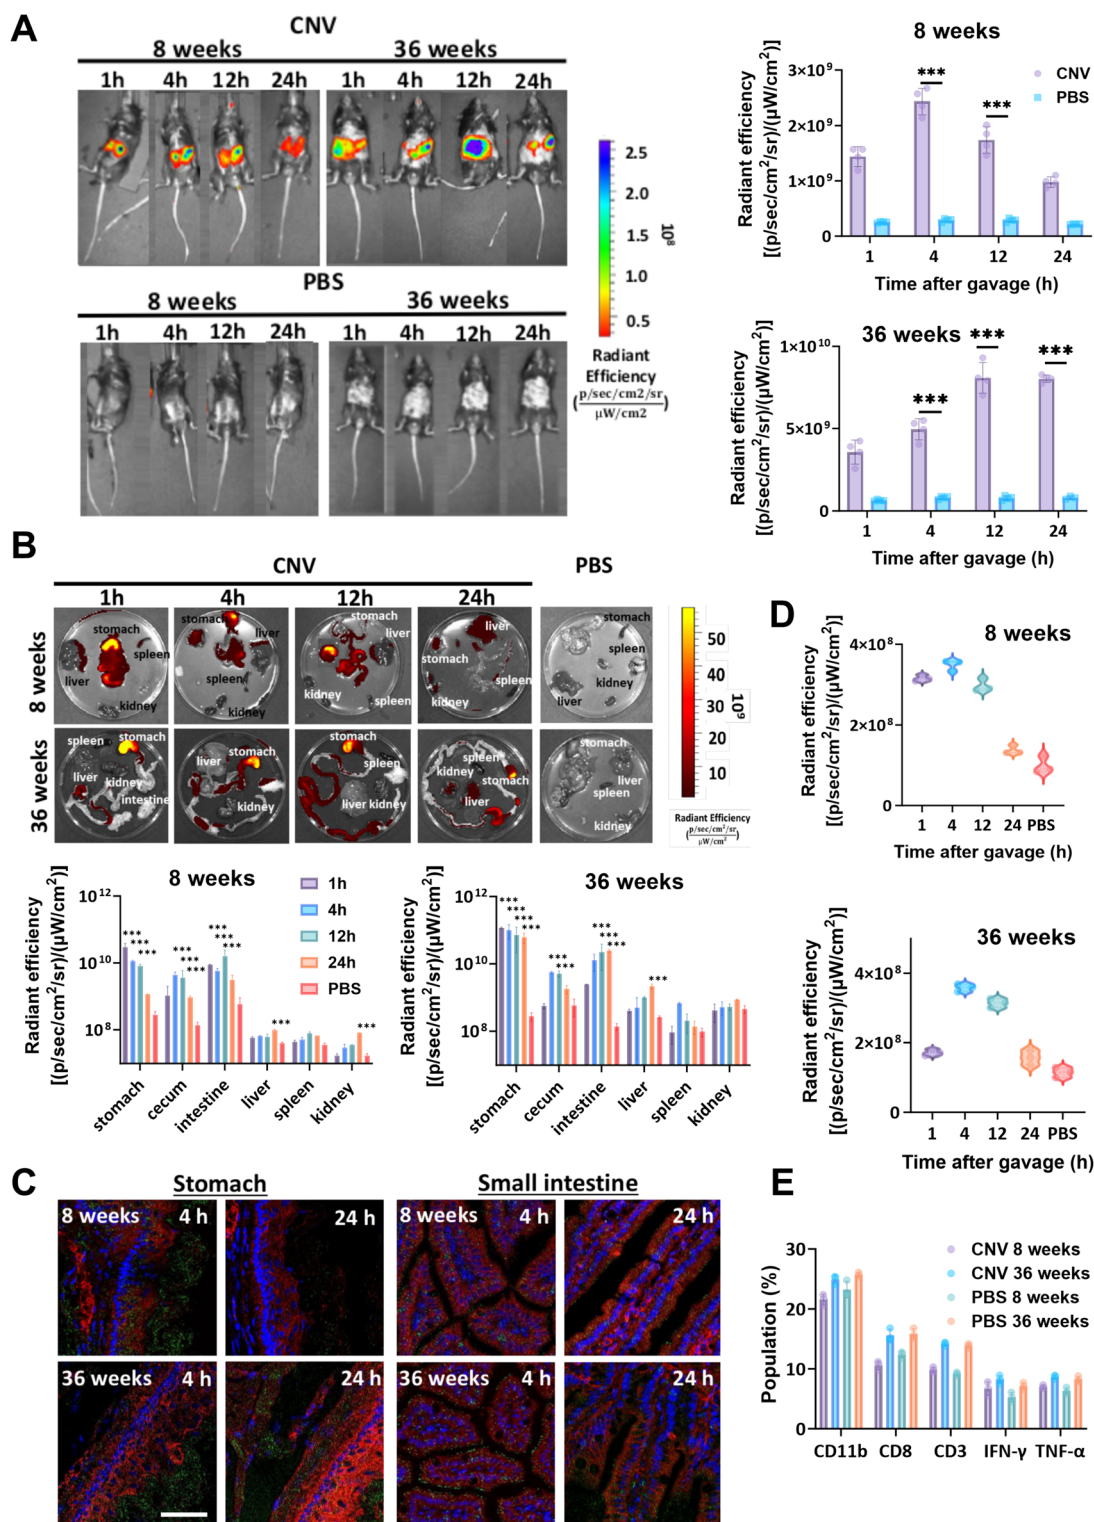 A
CNV
8 weeks 36 weeks
1h 4h 12h 24h 1h 4h 12h 24h
PBS
8 weeks 36 weeks
1h 4h 12h 24h 1h 4h 12h 24h
2.5
2.0
1.5
1.0
0.5
10⁸
Radiant
Efficiency
(p/sec/cm2/sr)
µW/cm2
8 weeks
Radiant efficiency
[(p/sec/cm²/sr)/(µW/cm²)]
3×10⁹
2×10⁹
1×10⁹
0
*** ***
CNV
PBS
1 4 12 24
Time after gavage (h)
36 weeks
Radiant efficiency
[(p/sec/cm²/sr)/(µW/cm²)]
1×10¹⁰
5×10⁹
0
*** *** ***
1 4 12 24
Time after gavage (h)
B
CNV PBS
1h 4h 12h 24h
8 weeks
stomach spleen liver kidney
stomach liver spleen kidney
stomach liver kidney spleen
liver stomach spleen kidney
stomach spleen kidney liver
36 weeks
spleen stomach liver kidney intestine
stomach liver kidney
stomach spleen liver kidney
spleen kidney stomach liver
stomach liver spleen kidney
50
40
30
20
10
10⁹
Radiant Efficiency
(p/sec/cm²/sr)
µW/cm²
8 weeks
Radiant efficiency
[(p/sec/cm²/sr)/(µW/cm²)]
10¹²
10¹⁰
10⁸
*** *** *** *** *** *** *** *** *** *** ***
1h
4h
12h
24h
PBS
stomach cecum intestine liver spleen kidney
36 weeks
Radiant efficiency
[(p/sec/cm²/sr)/(µW/cm²)]
10¹²
10¹⁰
10⁸
*** *** *** *** *** *** *** *** *** ***
stomach cecum intestine liver spleen kidney
D
8 weeks
Radiant efficiency
[(p/sec/cm²/sr)/(µW/cm²)]
4×10⁸
2×10⁸
0
1 4 12 24 PBS
Time after gavage (h)
36 weeks
Radiant efficiency
[(p/sec/cm²/sr)/(µW/cm²)]
4×10⁸
2×10⁸
0
1 4 12 24 PBS
Time after gavage (h)
C
Stomach Small intestine
8 weeks 4 h 24 h 8 weeks 4 h 24 h
36 weeks 4 h 24 h 36 weeks 4 h 24 h
E
Population (%)
30
20
10
0
CNV 8 weeks
CNV 36 weeks
PBS 8 weeks
PBS 36 weeks
CD11b CD8 CD3 IFN-γ TNF-α